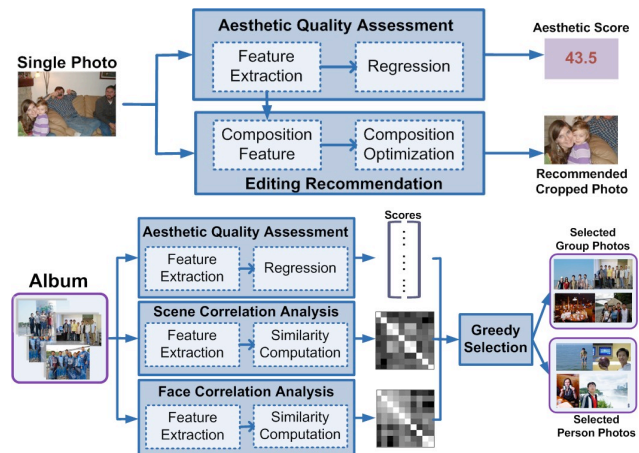 Aesthetic Quality Assessment
Aesthetic Score
Single Photo
Feature
Extraction
Regression
43.5
Composition
Feature
Composition
Optimization
Editing Recommendation
Recommended
Cropped Photo
Aesthetic Quality Assessment
Scores
Feature
Extraction
Regression
Selected
Group Photos
Album
Scene Correlation Analysis
Feature
Extraction
Similarity
Computation
Greedy
Selection
Face Correlation Analysis
Feature
Extraction
Similarity
Computation
Selected
Person Photos